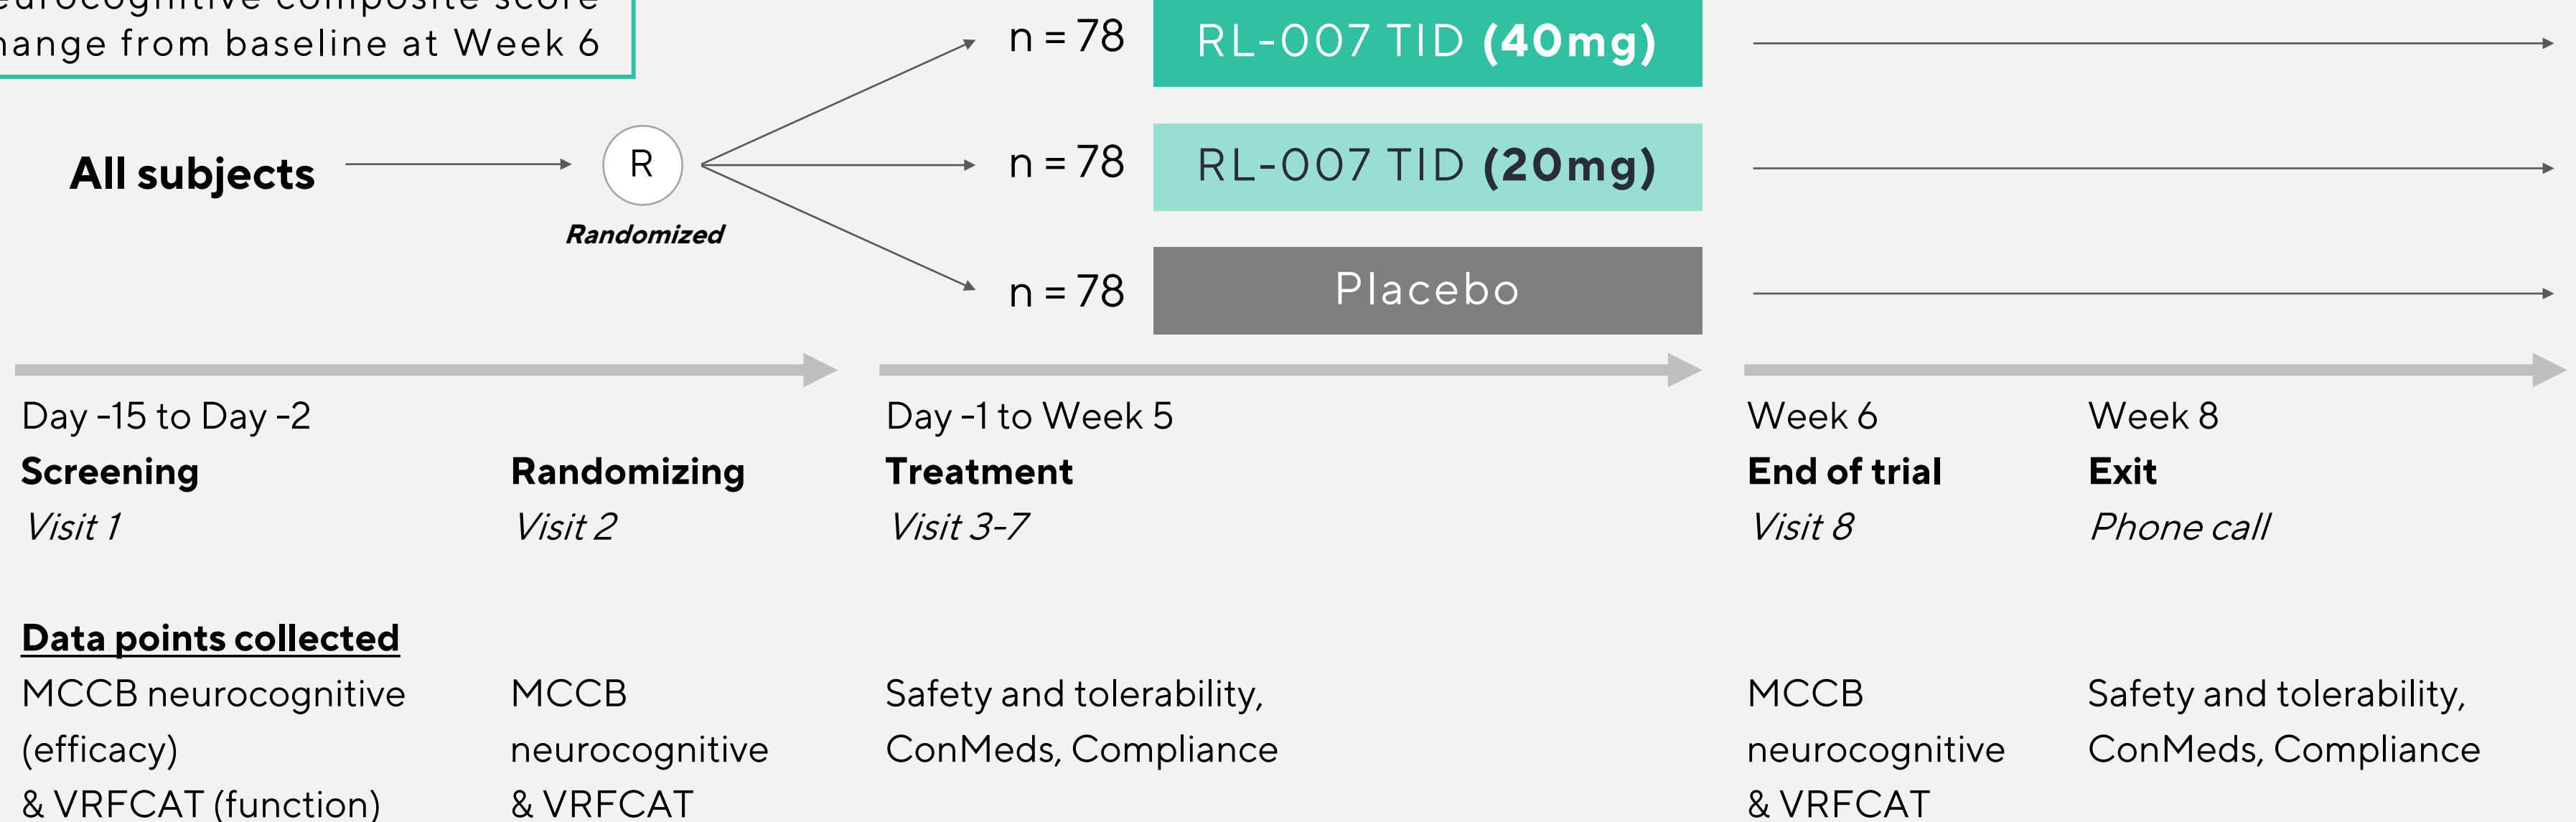 composite score
from baseline at Week 6
n = 78
RL-007 TID (40mg)
All subjects
R
Randomized
n = 78
RL-007 TID (20mg)
n = 78
Placebo
Day -15 to Day -2
Screening
Visit 1
Randomizing
Visit 2
Day -1 to Week 5
Treatment
Visit 3-7
Week 6
End of trial
Visit 8
Week 8
Exit
Phone call
Data points collected
MCCB neurocognitive
(efficacy)
& VRFCAT (function)
MCCB
neurocognitive
& VRFCAT
Safety and tolerability,
ConMeds, Compliance
MCCB
neurocognitive
& VRFCAT
Safety and tolerability,
ConMeds, Compliance